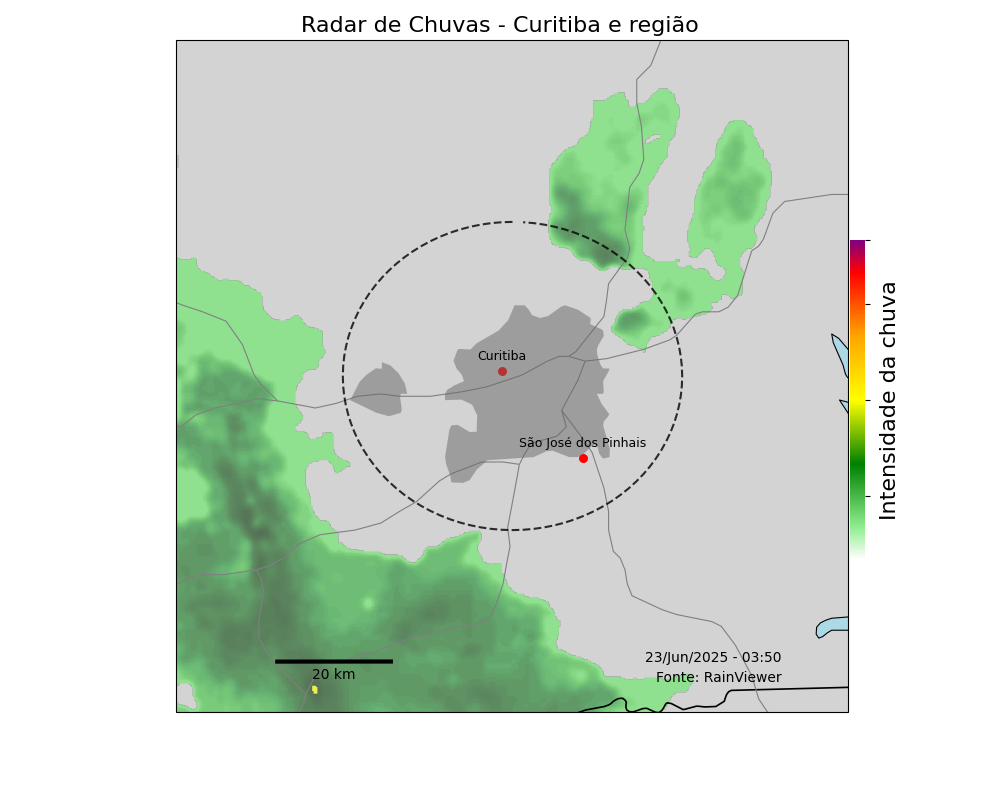 Radar de Chuvas - Curitiba e região
Curitiba
São José dos Pinhais
Intensidade da chuva
23/Jun/2025 - 03:50
20 km
Fonte: RainViewer